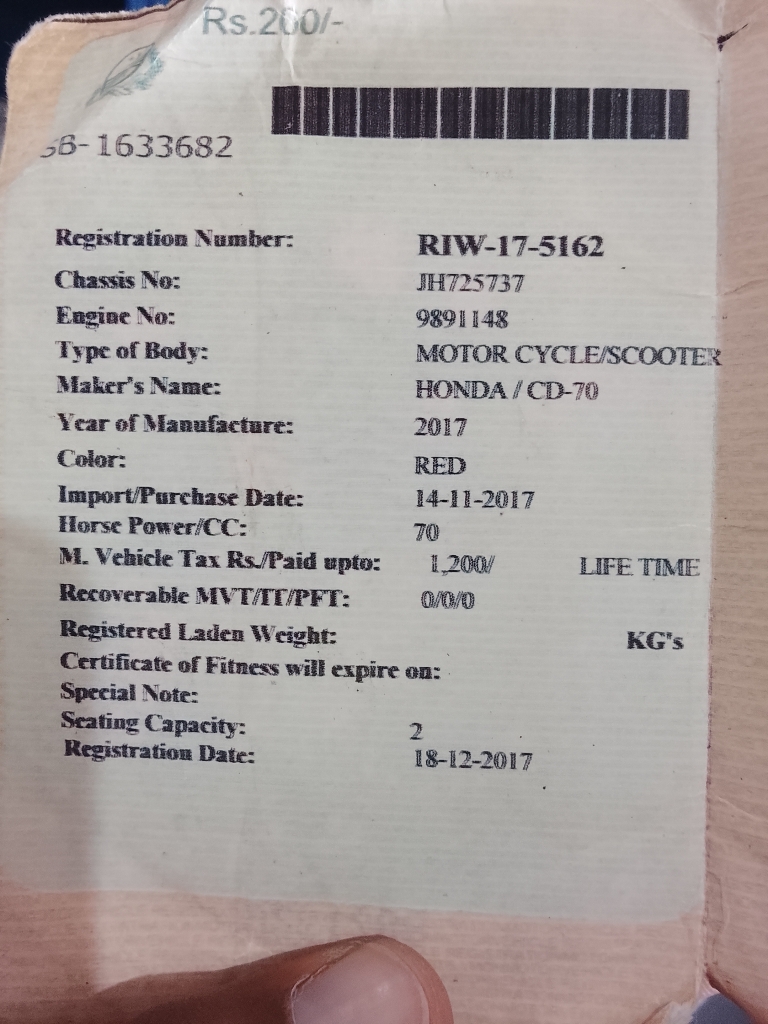 Rs.200/-
SB-1633682
Registration Number: RIW-17-5162
Chassis No: JH725737
Engine No: 9891148
Type of Body: MOTOR CYCLE/SCOOTER
Maker's Name: HONDA / CD-70
Year of Manufacture: 2017
Color: RED
Import/Purchase Date: 14-11-2017
Horse Power/CC: 70
M. Vehicle Tax Rs./Paid upto: 1,200/ LIFE TIME
Recoverable MVT/IT/PFT: 0/0/0
Registered Laden Weight: KG's
Certificate of Fitness will expire on:
Special Note:
Seating Capacity: 2
Registration Date: 18-12-2017